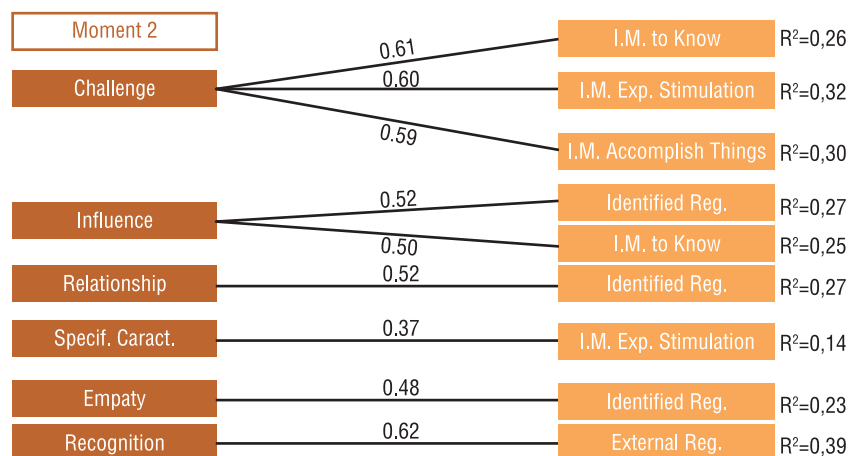 Moment 2
Challenge
0.61
I.M. to Know
R²=0,26
0.60
I.M. Exp. Stimulation
R²=0,32
0.59
I.M. Accomplish Things
R²=0,30
Influence
0.52
Identified Reg.
R²=0,27
0.50
I.M. to Know
R²=0,25
Relationship
0.52
Identified Reg.
R²=0,27
Specif. Caract.
0.37
I.M. Exp. Stimulation
R²=0,14
Empaty
0.48
Identified Reg.
R²=0,23
Recognition
0.62
External Reg.
R²=0,39